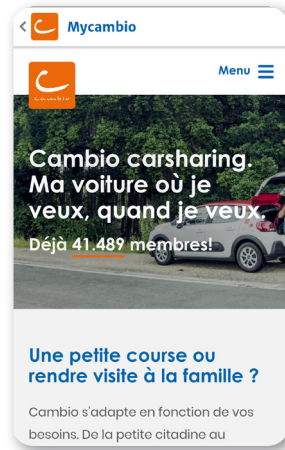 Mycambio
cambio
Menu
Cambio carsharing.
Ma voiture où je
veux, quand je veux.
Déjà 41.489 membres!
Une petite course ou
rendre visite à la famille ?
Cambio s'adapte en fonction de vos
besoins. De la petite citadine au